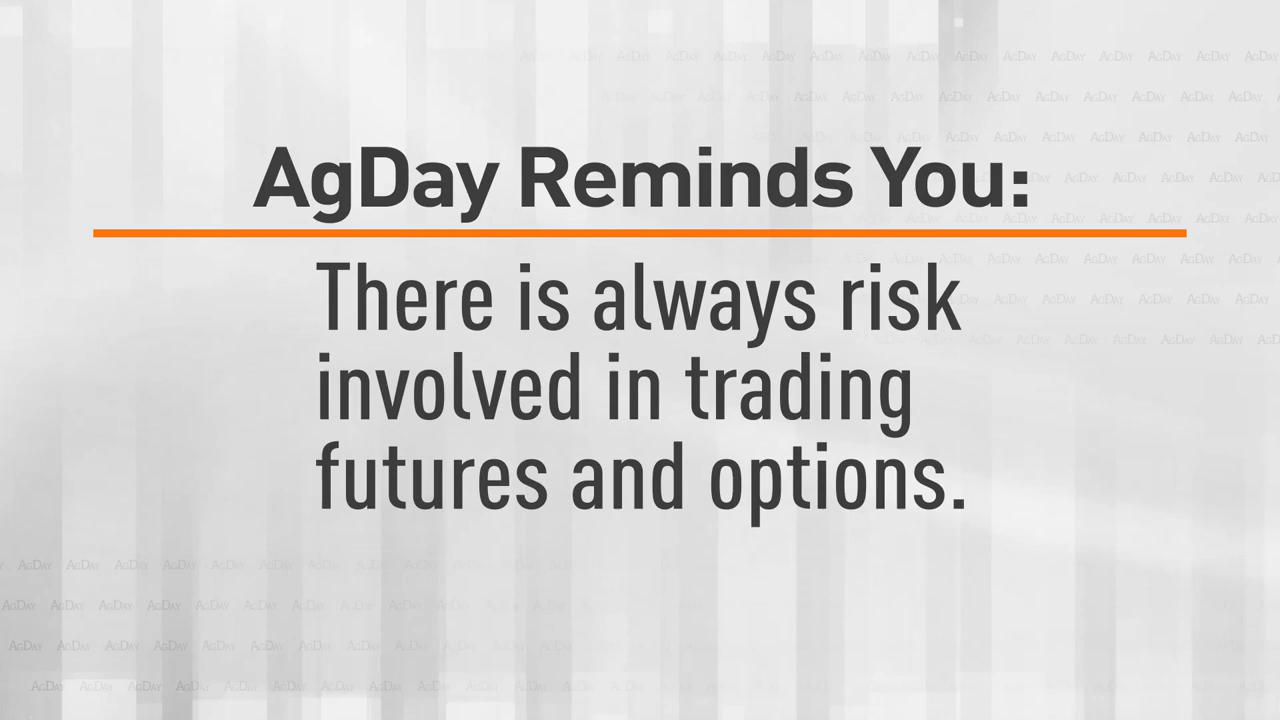 AgDay Reminds You:
There is always risk
involved in trading
futures and options.